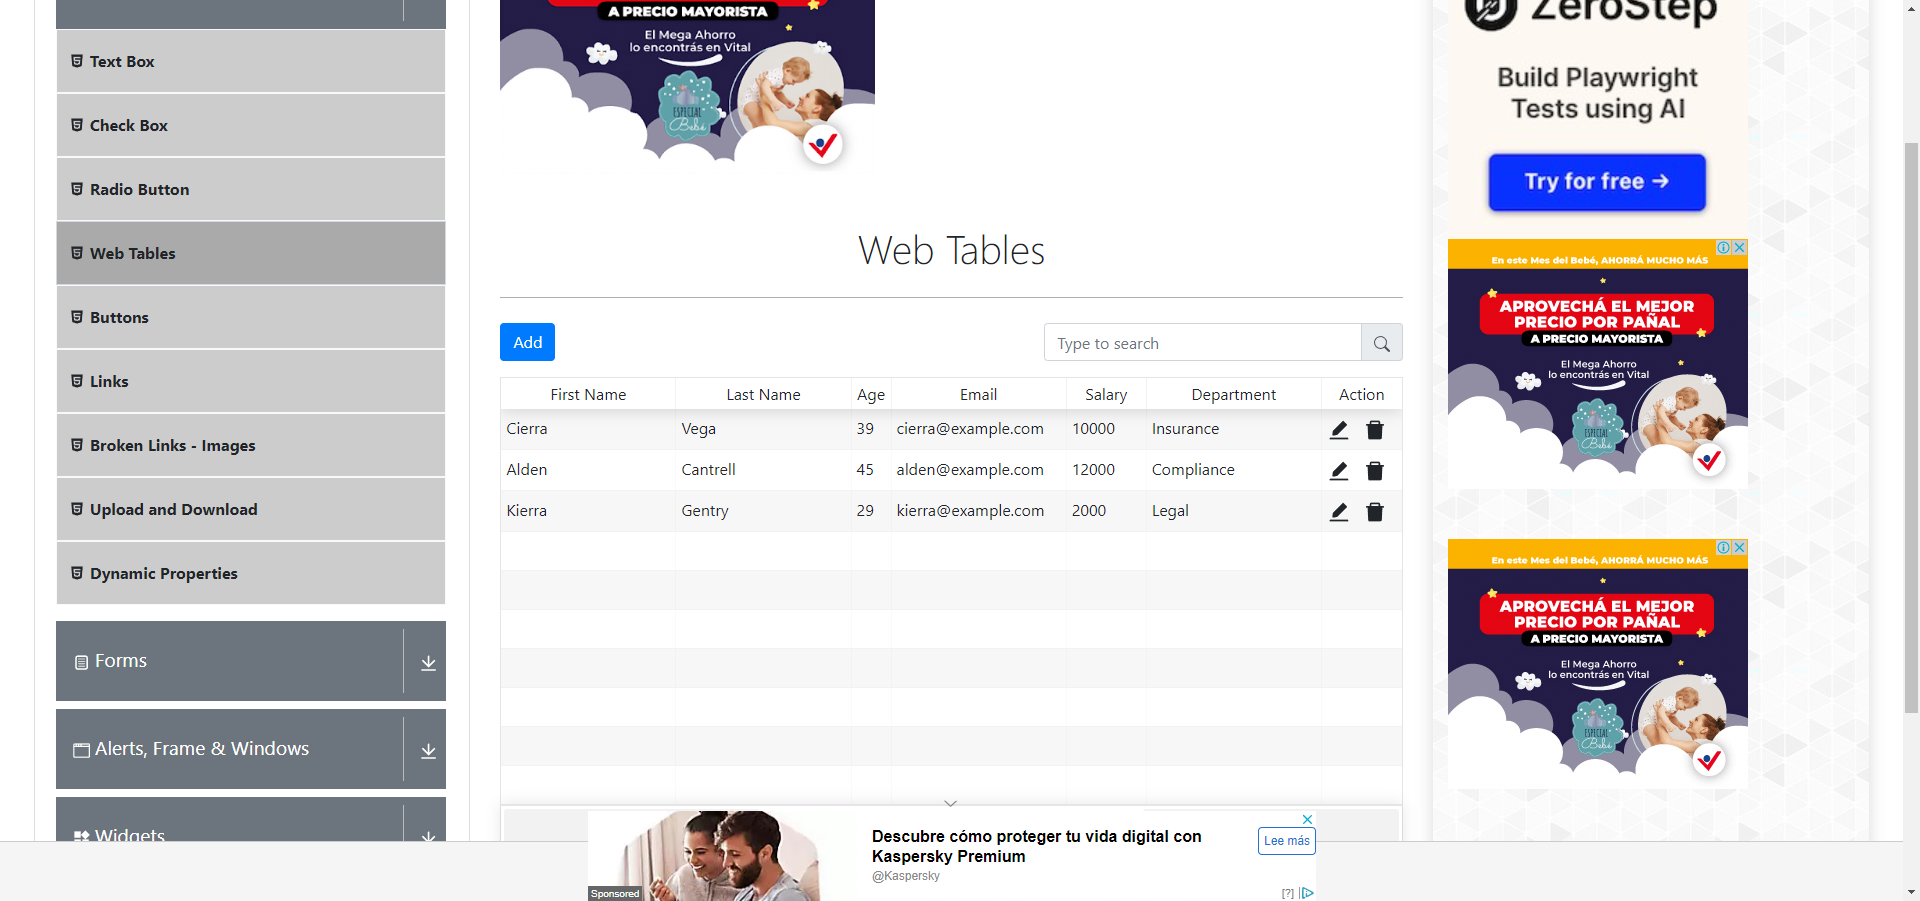 Text Box
Check Box
Radio Button
Web Tables
Buttons
Links
Broken Links - Images
Upload and Download
Dynamic Properties
Forms
Alerts, Frame & Windows
Widgets
A PRECIO MAYORISTA
El Mega Ahorro
lo encontrás en Vital
ESPECIAL
Bebé
Web Tables
Add
Type to search
First Name Last Name Age Email Salary Department Action
Cierra Vega 39 cierra@example.com 10000 Insurance
Alden Cantrell 45 alden@example.com 12000 Compliance
Kierra Gentry 29 kierra@example.com 2000 Legal
Descubre cómo proteger tu vida digital con
Kaspersky Premium
@Kaspersky
Lee más
Sponsored
[?]
ZeroStep
Build Playwright
Tests using AI
Try for free →
En este Mes del Bebé, AHORRÁ MUCHO MÁS
APROVECHÁ EL MEJOR
PRECIO POR PAÑAL
A PRECIO MAYORISTA
El Mega Ahorro
lo encontrás en Vital
ESPECIAL
Bebé
En este Mes del Bebé, AHORRÁ MUCHO MÁS
APROVECHÁ EL MEJOR
PRECIO POR PAÑAL
A PRECIO MAYORISTA
El Mega Ahorro
lo encontrás en Vital
ESPECIAL
Bebé